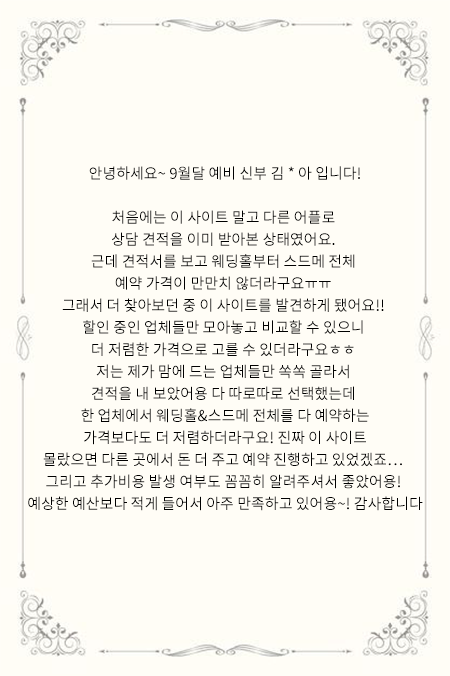 안녕하세요~ 9월달 예비 신부 김 * 아 입니다!
처음에는 이 사이트 말고 다른 어플로
상담 견적을 이미 받아본 상태였어요.
근데 견적서를 보고 웨딩홀부터 스드메 전체
예약 가격이 만만치 않더라구요ㅠㅠ
그래서 더 찾아보던 중 이 사이트를 발견하게 됐어요!!
할인 중인 업체들만 모아놓고 비교할 수 있으니
더 저렴한 가격으로 고를 수 있더라구요ㅎㅎ
저는 제가 맘에 드는 업체들만 쏙쏙 골라서
견적을 내 보았어용 다 따로따로 선택했는데
한 업체에서 웨딩홀&스드메 전체를 다 예약하는
가격보다도 더 저렴하더라구요! 진짜 이 사이트
몰랐으면 다른 곳에서 돈 더 주고 예약 진행하고 있었겠죠...
그리고 추가비용 발생 여부도 꼼꼼히 알려주셔서 좋았어용!
예상한 예산보다 적게 들어서 아주 만족하고 있어용~! 감사합니다